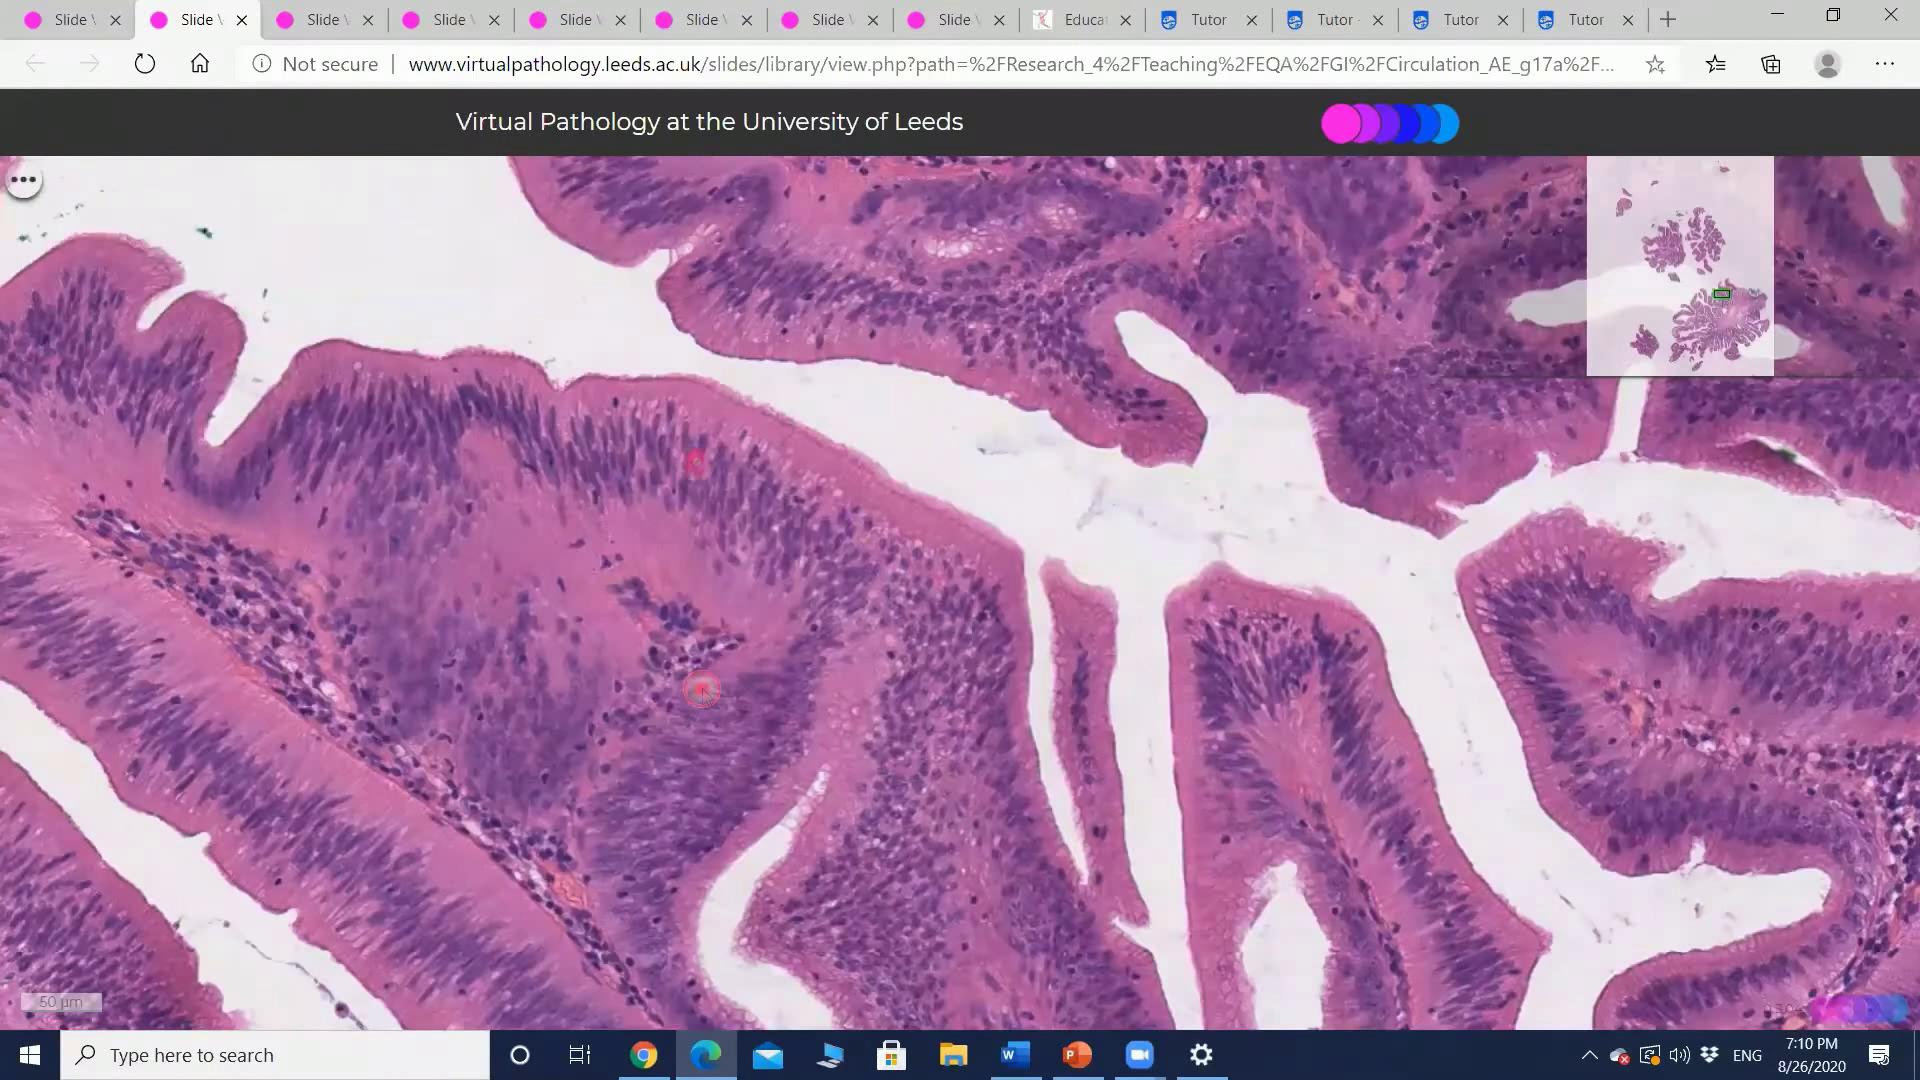 Slide \
Slide \
Slide \
Slide \
Slide \
Slide \
Slide \
Slide \
Educat
Tutor
Tutor
Tutor
Tutor
Not secure
www.virtualpathology.leeds.ac.uk/slides/library/view.php?path=%2FResearch_4%2FTeaching%2FEQA%2FGI%2FCirculation_AE_g17a%2F...
Virtual Pathology at the University of Leeds
50 µm
Type here to search
ENG
7:10 PM
8/26/2020